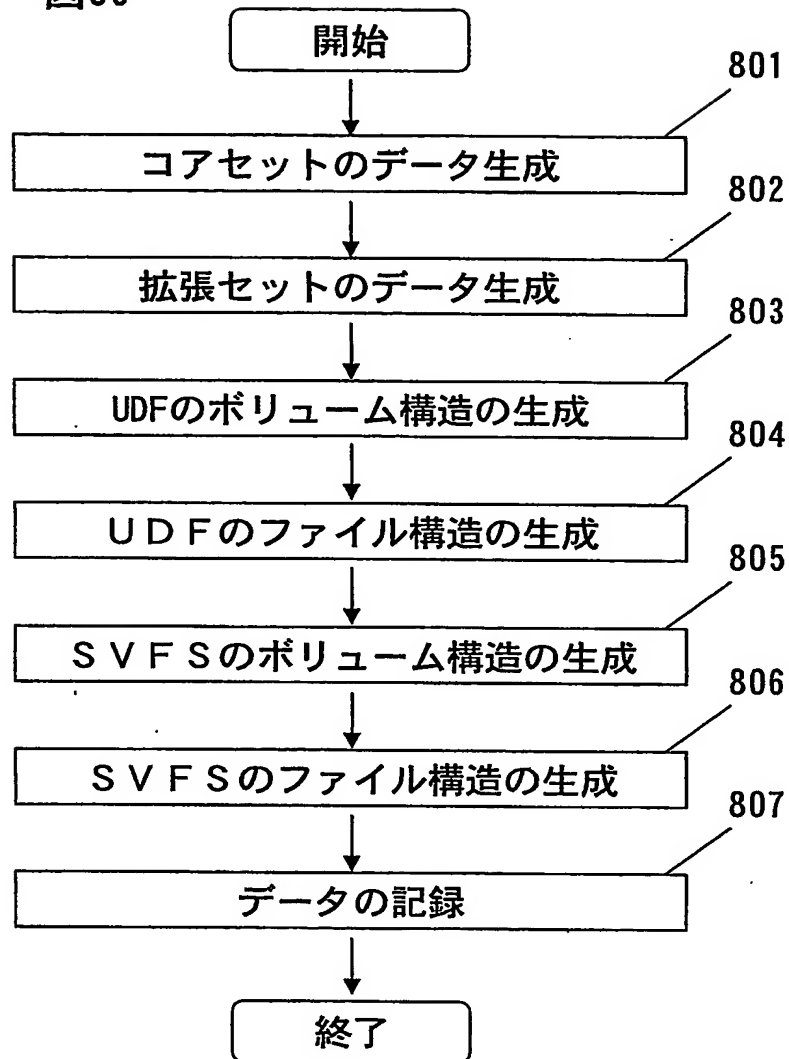 開始
801
コアセットのデータ生成
802
拡張セットのデータ生成
803
UDFのボリューム構造の生成
804
ＵＤＦのファイル構造の生成
805
ＳＶＦＳのボリューム構造の生成
806
ＳＶＦＳのファイル構造の生成
807
データの記録
終了